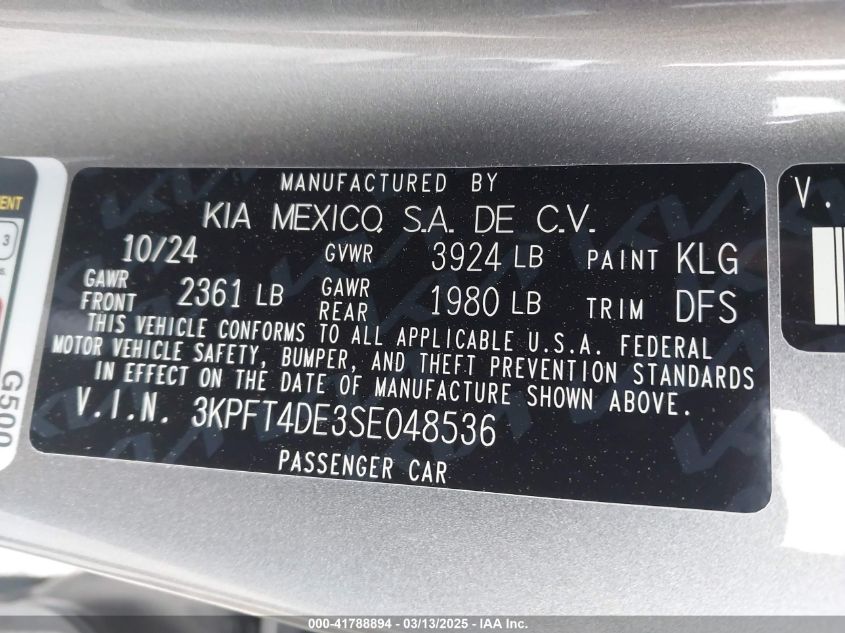 MANUFACTURED BY
KIA MEXICO, S.A. DE C.V.
10/24 GVWR 3924 LB PAINT KLG
GAWR FRONT 2361 LB GAWR REAR 1980 LB TRIM DFS
THIS VEHICLE CONFORMS TO ALL APPLICABLE U.S.A. FEDERAL
MOTOR VEHICLE SAFETY, BUMPER, AND THEFT PREVENTION STANDARDS
IN EFFECT ON THE DATE OF MANUFACTURE SHOWN ABOVE.
V.I.N. 3KPFT4DE3SE048536
PASSENGER CAR
G500
3
V.
000-41788894 - 03/13/2025 - IAA Inc.